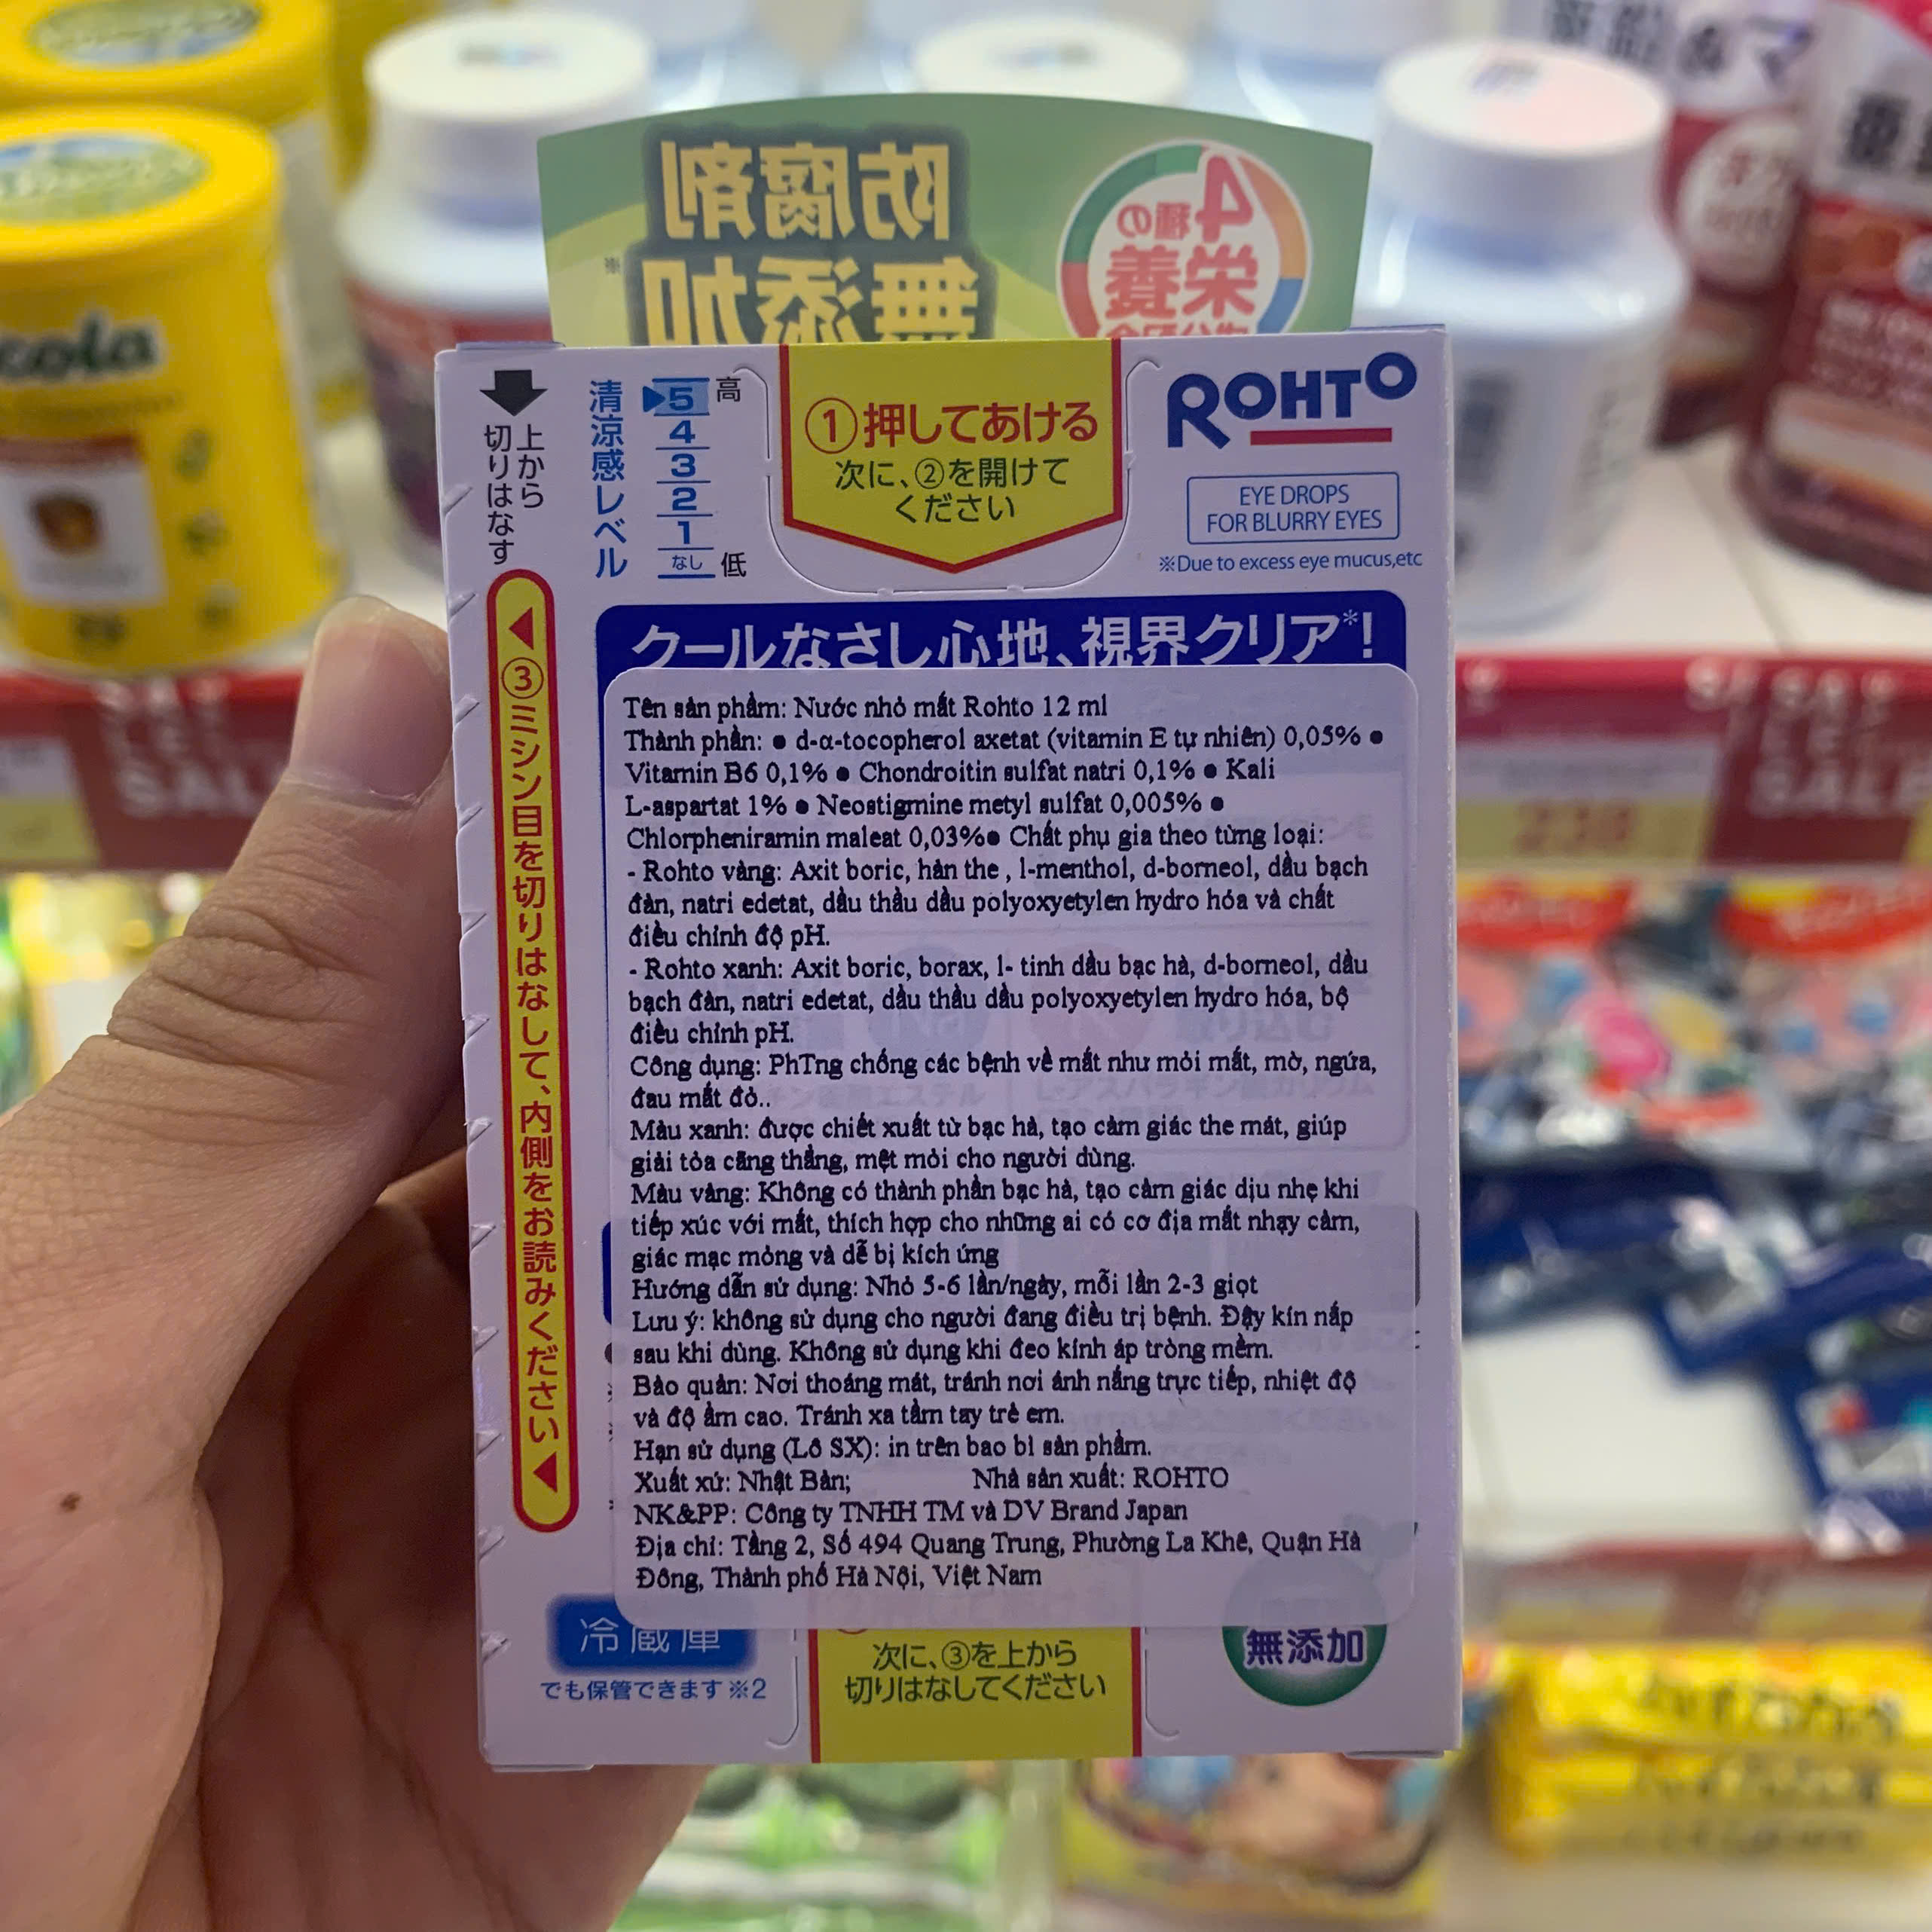 防腐剤
無添加
4種の
栄養
上から
切りはなす
清涼感レベル
5 高
4
3
2
1
なし 低
①押してあける
次に、②を開けて
ください
ROHTO
EYE DROPS
FOR BLURRY EYES
※Due to excess eye mucus,etc
③ミシン目を切りはなして、内側をお読みください
クールなさし心地、視界クリア*!
Tên sản phẩm: Nước nhỏ mắt Rohto 12 ml
Thành phần: ● d-α-tocopherol axetat (vitamin E tự nhiên) 0,05% ●
Vitamin B6 0,1% ● Chondroitin sulfat natri 0,1% ● Kali
L-aspartat 1% ● Neostigmine metyl sulfat 0,005% ●
Chlorpheniramin maleat 0,03%● Chất phụ gia theo từng loại:
- Rohto vàng: Axit boric, hàn the , l-menthol, d-borneol, dầu bạch
đàn, natri edetat, dầu thầu dầu polyoxyetylen hydro hóa và chất
điều chỉnh độ pH.
- Rohto xanh: Axit boric, borax, l- tinh dầu bạc hà, d-borneol, dầu
bạch đàn, natri edetat, dầu thầu dầu polyoxyetylen hydro hóa, bộ
điều chỉnh pH.
Công dụng: PhTng chống các bệnh về mắt như mỏi mắt, mờ, ngứa,
đau mắt đỏ..
Màu xanh: được chiết xuất từ bạc hà, tạo cảm giác the mát, giúp
giải tỏa căng thẳng, mệt mỏi cho người dùng.
Màu vàng: Không có thành phần bạc hà, tạo cảm giác dịu nhẹ khi
tiếp xúc với mắt, thích hợp cho những ai có cơ địa mắt nhạy cảm,
giác mạc mỏng và dễ bị kích ứng
Hướng dẫn sử dụng: Nhỏ 5-6 lần/ngày, mỗi lần 2-3 giọt
Lưu ý: không sử dụng cho người đang điều trị bệnh. Đậy kín nắp
sau khi dùng. Không sử dụng khi đeo kính áp tròng mềm.
Bảo quản: Nơi thoáng mát, tránh nơi ánh nắng trực tiếp, nhiệt độ
và độ ẩm cao. Tránh xa tầm tay trẻ em.
Hạn sử dụng (Lô SX): in trên bao bì sản phẩm.
Xuất xứ: Nhật Bản; Nhà sản xuất: ROHTO
NK&PP: Công ty TNHH TM và DV Brand Japan
Địa chỉ: Tầng 2, Số 494 Quang Trung, Phường La Khê, Quận Hà
Đông, Thành phố Hà Nội, Việt Nam
冷蔵庫
でも保管できます※2
次に、③を上から
切りはなしてください
無添加
cola
SALE
SALE
238